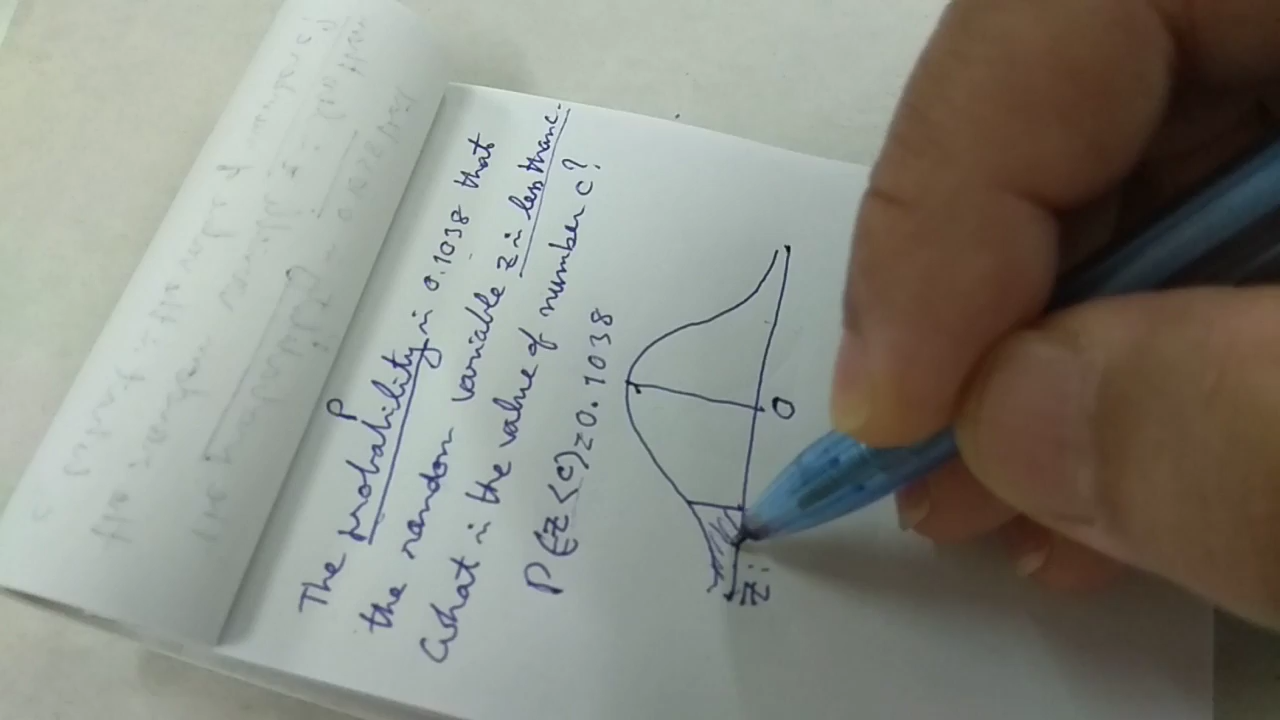 The probability is 0.1038 that
P
the random variable z is less than c.
What is the value of number c?
P(z<c)=0.1038
0
z: